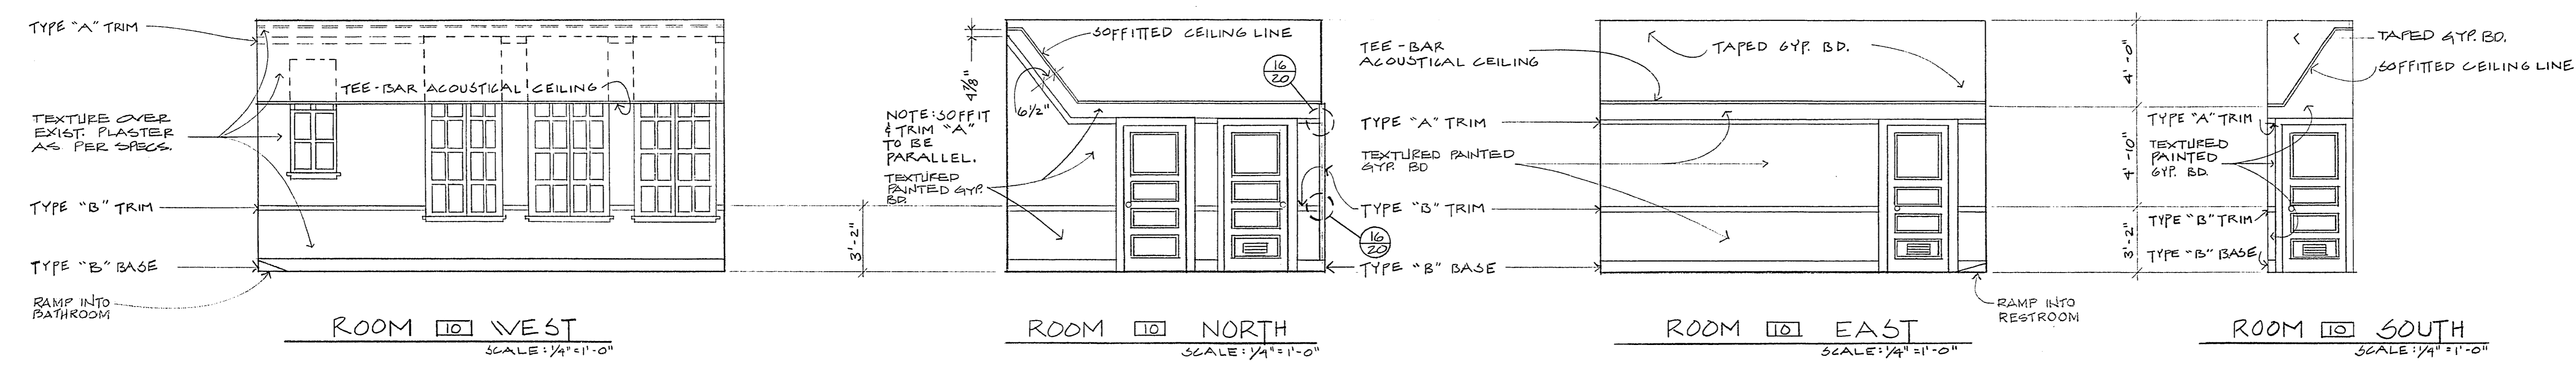 TYPE "A" TRIM
TEE-BAR ACOUSTICAL CEILING
TEXTURE OVER
EXIST. PLASTER
AS PER SPECS.
TYPE "B" TRIM
TYPE "B" BASE
RAMP INTO
BATHROOM
3'-2"
ROOM 10 WEST
SCALE: 1/4" = 1'-0"
SOFFITTED CEILING LINE
4 7/8"
6 1/2"
16
20
NOTE: SOFFIT
& TRIM "A"
TO BE
PARALLEL.
TEXTURED
PAINTED GYP.
BD.
16
20
ROOM 10 NORTH
SCALE: 1/4" = 1'-0"
TEE-BAR
ACOUSTICAL CEILING
TAPED GYP. BD.
TYPE "A" TRIM
TEXTURED PAINTED
GYP. BD
TYPE "B" TRIM
TYPE "B" BASE
RAMP INTO
RESTROOM
ROOM 10 EAST
SCALE: 1/4" = 1'-0"
4'-0"
4'-10"
3'-2"
TAPED GYP. BD.
SOFFITTED CEILING LINE
TYPE "A" TRIM
TEXTURED
PAINTED
GYP. BD.
TYPE "B" TRIM
TYPE "B" BASE
ROOM 10 SOUTH
SCALE: 1/4" = 1'-0"